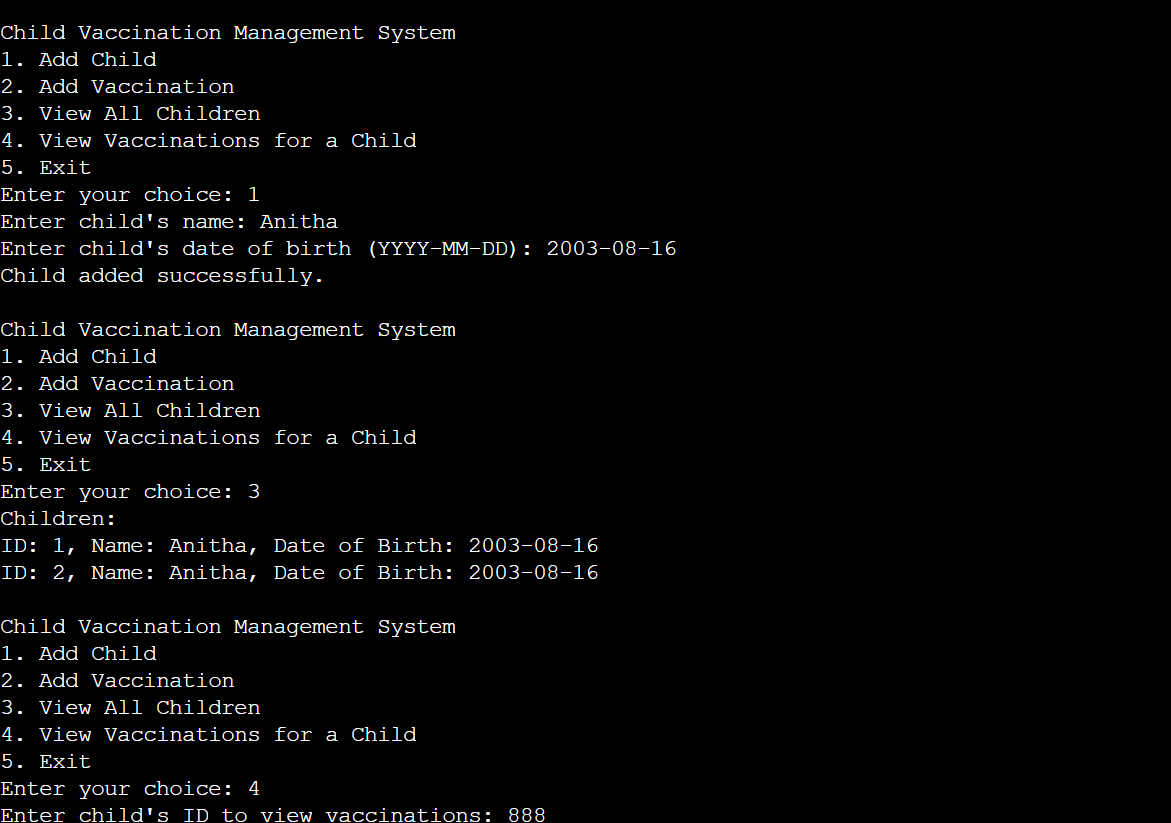 Child Vaccination Management System
1. Add Child
2. Add Vaccination
3. View All Children
4. View Vaccinations for a Child
5. Exit
Enter your choice: 1
Enter child's name: Anitha
Enter child's date of birth (YYYY-MM-DD): 2003-08-16
Child added successfully.
Child Vaccination Management System
1. Add Child
2. Add Vaccination
3. View All Children
4. View Vaccinations for a Child
5. Exit
Enter your choice: 3
Children:
ID: 1, Name: Anitha, Date of Birth: 2003-08-16
ID: 2, Name: Anitha, Date of Birth: 2003-08-16
Child Vaccination Management System
1. Add Child
2. Add Vaccination
3. View All Children
4. View Vaccinations for a Child
5. Exit
Enter your choice: 4
Enter child's ID to view vaccinations: 888